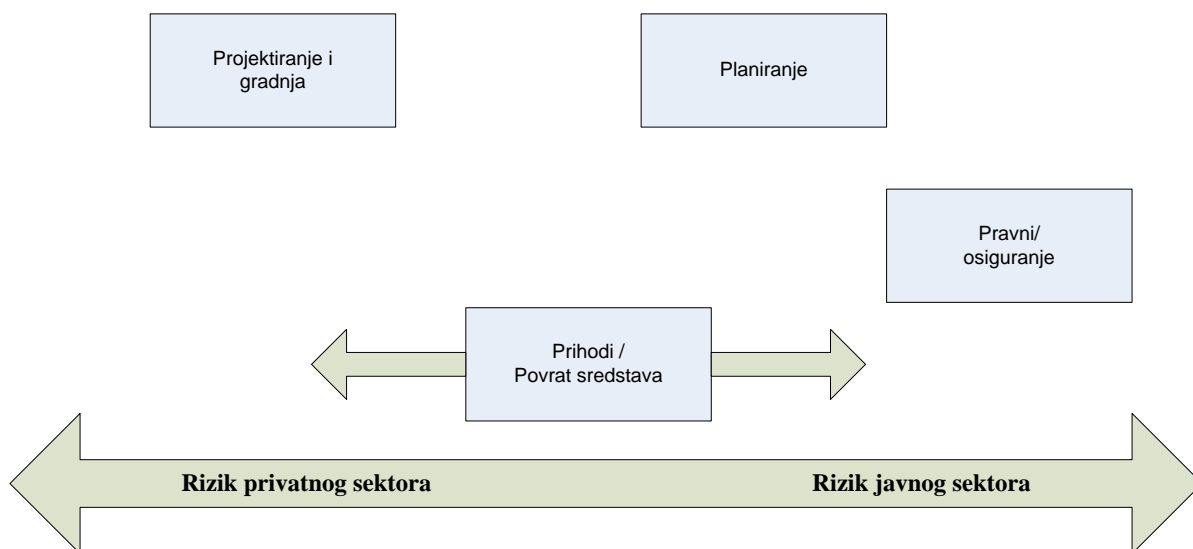 Projektiranje i
gradnja
Planiranje
Pravni/
osiguranje
Prihodi /
Povrat sredstava
Rizik privatnog sektora
Rizik javnog sektora